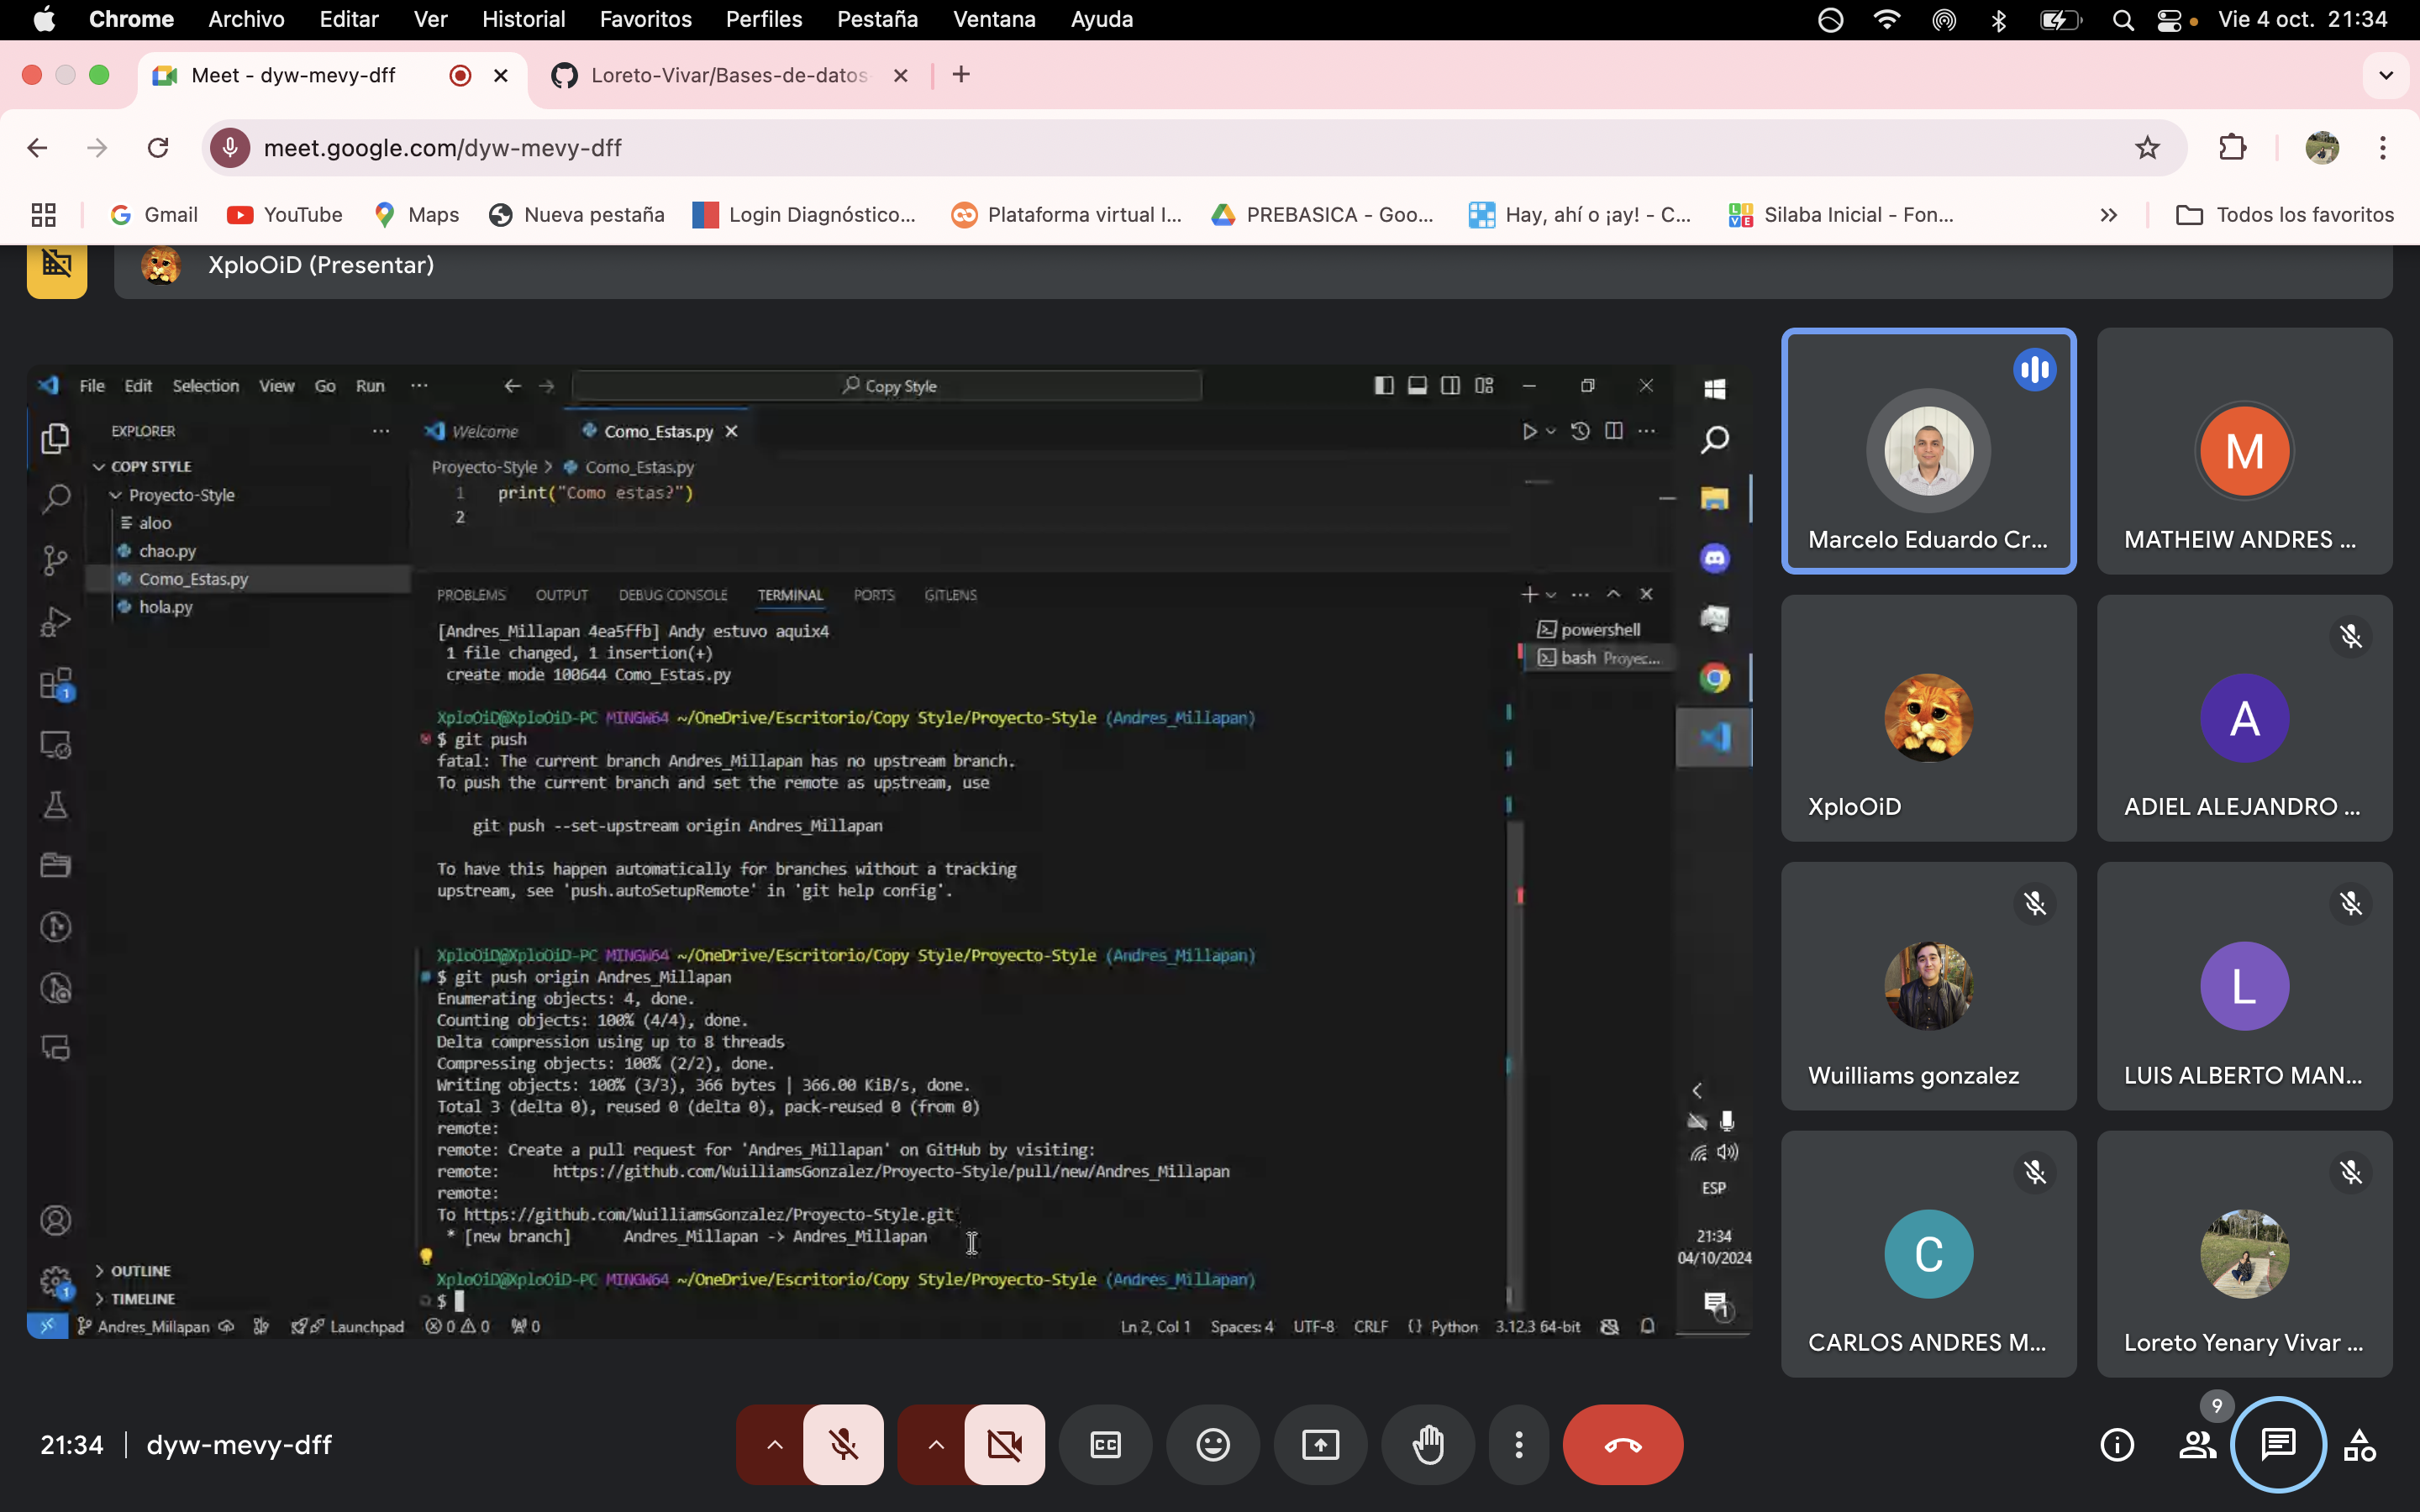 Chrome Archivo Editar Ver Historial Favoritos Perfiles Pestaña Ventana Ayuda Vie 4 oct. 21:34
Meet - dyw-mevy-dff Loreto-Vivar/Bases-de-datos-
meet.google.com/dyw-mevy-dff
Gmail YouTube Maps Nueva pestaña Login Diagnóstico... Plataforma virtual I... PREBASICA - Goo... Hay, ahí o ¡ay! - C... Silaba Inicial - Fon... Todos los favoritos
XploOiD (Presentar)
File Edit Selection View Go Run ... Copy Style
EXPLORER ... Welcome Como_Estas.py
COPY STYLE
Proyecto-Style > Como_Estas.py
Proyecto-Style
1 print("Como estas?")
2
aloo
chao.py
Como_Estas.py
hola.py
PROBLEMS OUTPUT DEBUG CONSOLE TERMINAL PORTS GITLENS
powershell
bash Proyec...
[Andres_Millapan 4ea5ffb] Andy estuvo aquix4
1 file changed, 1 insertion(+)
create mode 100644 Como_Estas.py
XploOiD@XploOiD-PC MINGW64 ~/OneDrive/Escritorio/Copy Style/Proyecto-Style (Andres_Millapan)
$ git push
fatal: The current branch Andres_Millapan has no upstream branch.
To push the current branch and set the remote as upstream, use
git push --set-upstream origin Andres_Millapan
To have this happen automatically for branches without a tracking
upstream, see 'push.autoSetupRemote' in 'git help config'.
XploOiD@XploOiD-PC MINGW64 ~/OneDrive/Escritorio/Copy Style/Proyecto-Style (Andres_Millapan)
$ git push origin Andres_Millapan
Enumerating objects: 4, done.
Counting objects: 100% (4/4), done.
Delta compression using up to 8 threads
Compressing objects: 100% (2/2), done.
Writing objects: 100% (3/3), 366 bytes | 366.00 KiB/s, done.
Total 3 (delta 0), reused 0 (delta 0), pack-reused 0 (from 0)
remote:
remote: Create a pull request for 'Andres_Millapan' on GitHub by visiting:
remote: https://github.com/WuilliamsGonzalez/Proyecto-Style/pull/new/Andres_Millapan
remote:
To https://github.com/WuilliamsGonzalez/Proyecto-Style.git
* [new branch] Andres_Millapan -> Andres_Millapan
XploOiD@XploOiD-PC MINGW64 ~/OneDrive/Escritorio/Copy Style/Proyecto-Style (Andres_Millapan)
$
1
OUTLINE
1
TIMELINE
Andres_Millapan Launchpad 0 0 0 Ln 2, Col 1 Spaces: 4 UTF-8 CRLF {} Python 3.12.3 64-bit
ESP
21:34
04/10/2024
1
Marcelo Eduardo Cr...
M
MATHEIW ANDRES ...
XploOiD
A
ADIEL ALEJANDRO ...
Wuilliams gonzalez
L
LUIS ALBERTO MAN...
C
CARLOS ANDRES M...
Loreto Yenary Vivar ...
21:34 | dyw-mevy-dff
CC
9